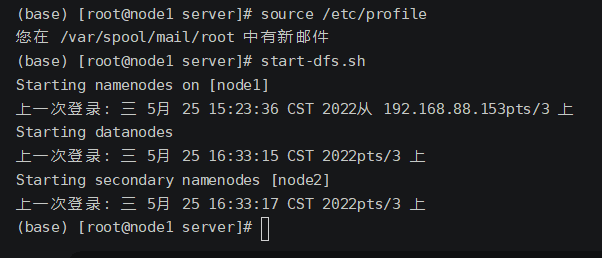 (base) [root@node1 server]# source /etc/profile
您在 /var/spool/mail/root 中有新邮件
(base) [root@node1 server]# start-dfs.sh
Starting namenodes on [node1]
上一次登录: 三 5月 25 15:23:36 CST 2022从 192.168.88.153pts/3 上
Starting datanodes
上一次登录: 三 5月 25 16:33:15 CST 2022pts/3 上
Starting secondary namenodes [node2]
上一次登录: 三 5月 25 16:33:17 CST 2022pts/3 上
(base) [root@node1 server]#